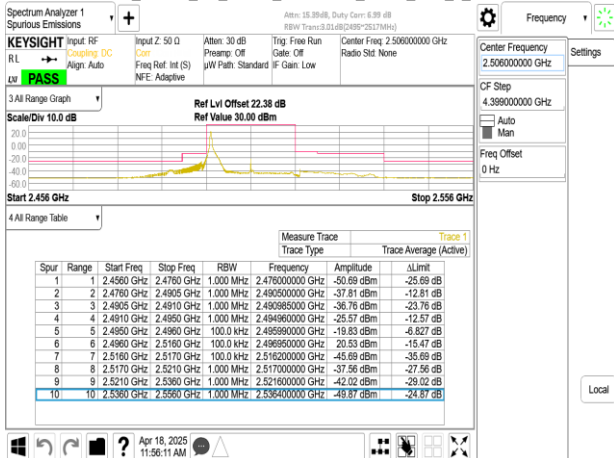 Spectrum Analyzer 1
Spurious Emissions
Atten: 15.39dB, Duty Corr: 6.99 dB
RBW Trans:3.01dB(2495~2517MHz)
Frequency
KEYSIGHT
RL
PASS
Input: RF
Coupling: DC
Align: Auto
Input Z: 50 Ω
Corr
Freq Ref: Int (S)
NFE: Adaptive
Atten: 30 dB
Preamp: Off
µW Path: Standard
Trig: Free Run
Gate: Off
IF Gain: Low
Center Freq: 2.506000000 GHz
Radio Std: None
Center Frequency
2.506000000 GHz
Settings
CF Step
4.399000000 GHz
Auto
Man
Freq Offset
0 Hz
Local
3 All Range Graph
Scale/Div 10.0 dB
Ref Lvl Offset 22.38 dB
Ref Value 30.00 dBm
20.0
0.00
-20.0
-40.0
-60.0
Start 2.456 GHz
Stop 2.556 GHz
4 All Range Table
Measure Trace Trace 1
Trace Type Trace Average (Active)
Spur Range Start Freq Stop Freq RBW Frequency Amplitude ΔLimit
1 1 2.4560 GHz 2.4760 GHz 1.000 MHz 2.476000000 GHz -50.69 dBm -25.69 dB
2 2 2.4760 GHz 2.4905 GHz 1.000 MHz 2.490500000 GHz -37.81 dBm -12.81 dB
3 3 2.4905 GHz 2.4910 GHz 1.000 MHz 2.490985000 GHz -36.76 dBm -23.76 dB
4 4 2.4910 GHz 2.4950 GHz 1.000 MHz 2.494960000 GHz -25.57 dBm -12.57 dB
5 5 2.4950 GHz 2.4960 GHz 100.0 kHz 2.495990000 GHz -19.83 dBm -6.827 dB
6 6 2.4960 GHz 2.5160 GHz 100.0 kHz 2.496950000 GHz 20.53 dBm -15.47 dB
7 7 2.5160 GHz 2.5170 GHz 100.0 kHz 2.516200000 GHz -45.69 dBm -35.69 dB
8 8 2.5170 GHz 2.5210 GHz 1.000 MHz 2.517000000 GHz -37.56 dBm -27.56 dB
9 9 2.5210 GHz 2.5360 GHz 1.000 MHz 2.521600000 GHz -42.02 dBm -29.02 dB
10 10 2.5360 GHz 2.5560 GHz 1.000 MHz 2.536400000 GHz -49.87 dBm -24.87 dB
Apr 18, 2025
11:56:11 AM